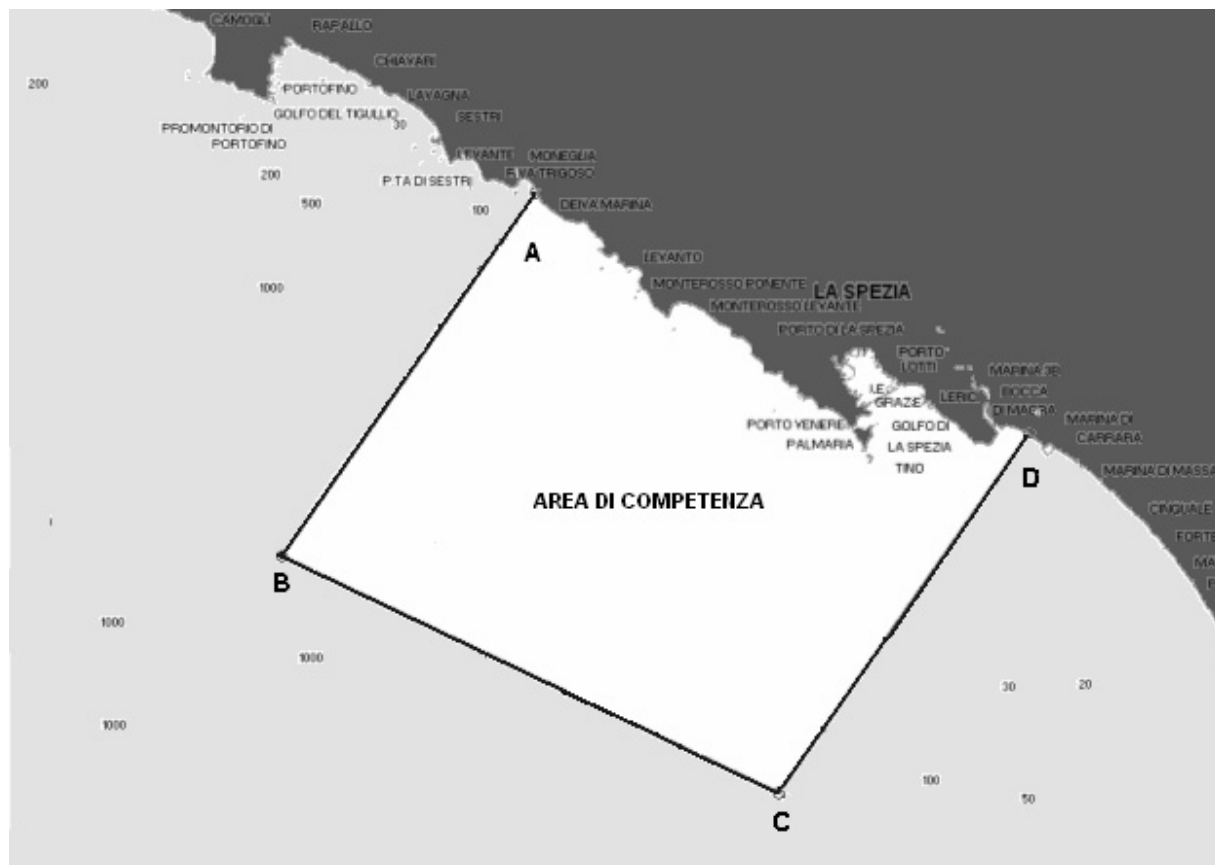 CAMOGLI
RAPALLO
CHIAVARI
200
PORTOFINO
LAVAGNA
GOLFO DEL TIGULLIO
30
SESTRI
PROMONTORIO DI
PORTOFINO
LEVANTE
MONEGLIA
RIVA TRIGOSO
P.TA DI SESTRI
200
500
100
DEIVA MARINA
A
LEVANTO
1000
MONTEROSSO PONENTE
LA SPEZIA
MONTEROSSO LEVANTE
PORTO DI LA SPEZIA
PORTO
LOTTI
MARINA 3B
BOCCA
DI MAGRA
LE
GRAZIE
LERIC
PORTO VENERE
PALMARIA
GOLFO DI
LA SPEZIA
TINO
MARINA DI
CARRARA
D
MARINA DI MASSA
AREA DI COMPETENZA
CINQUALE
FORTE
MA
P
B
1000
1000
30
20
1000
100
50
C